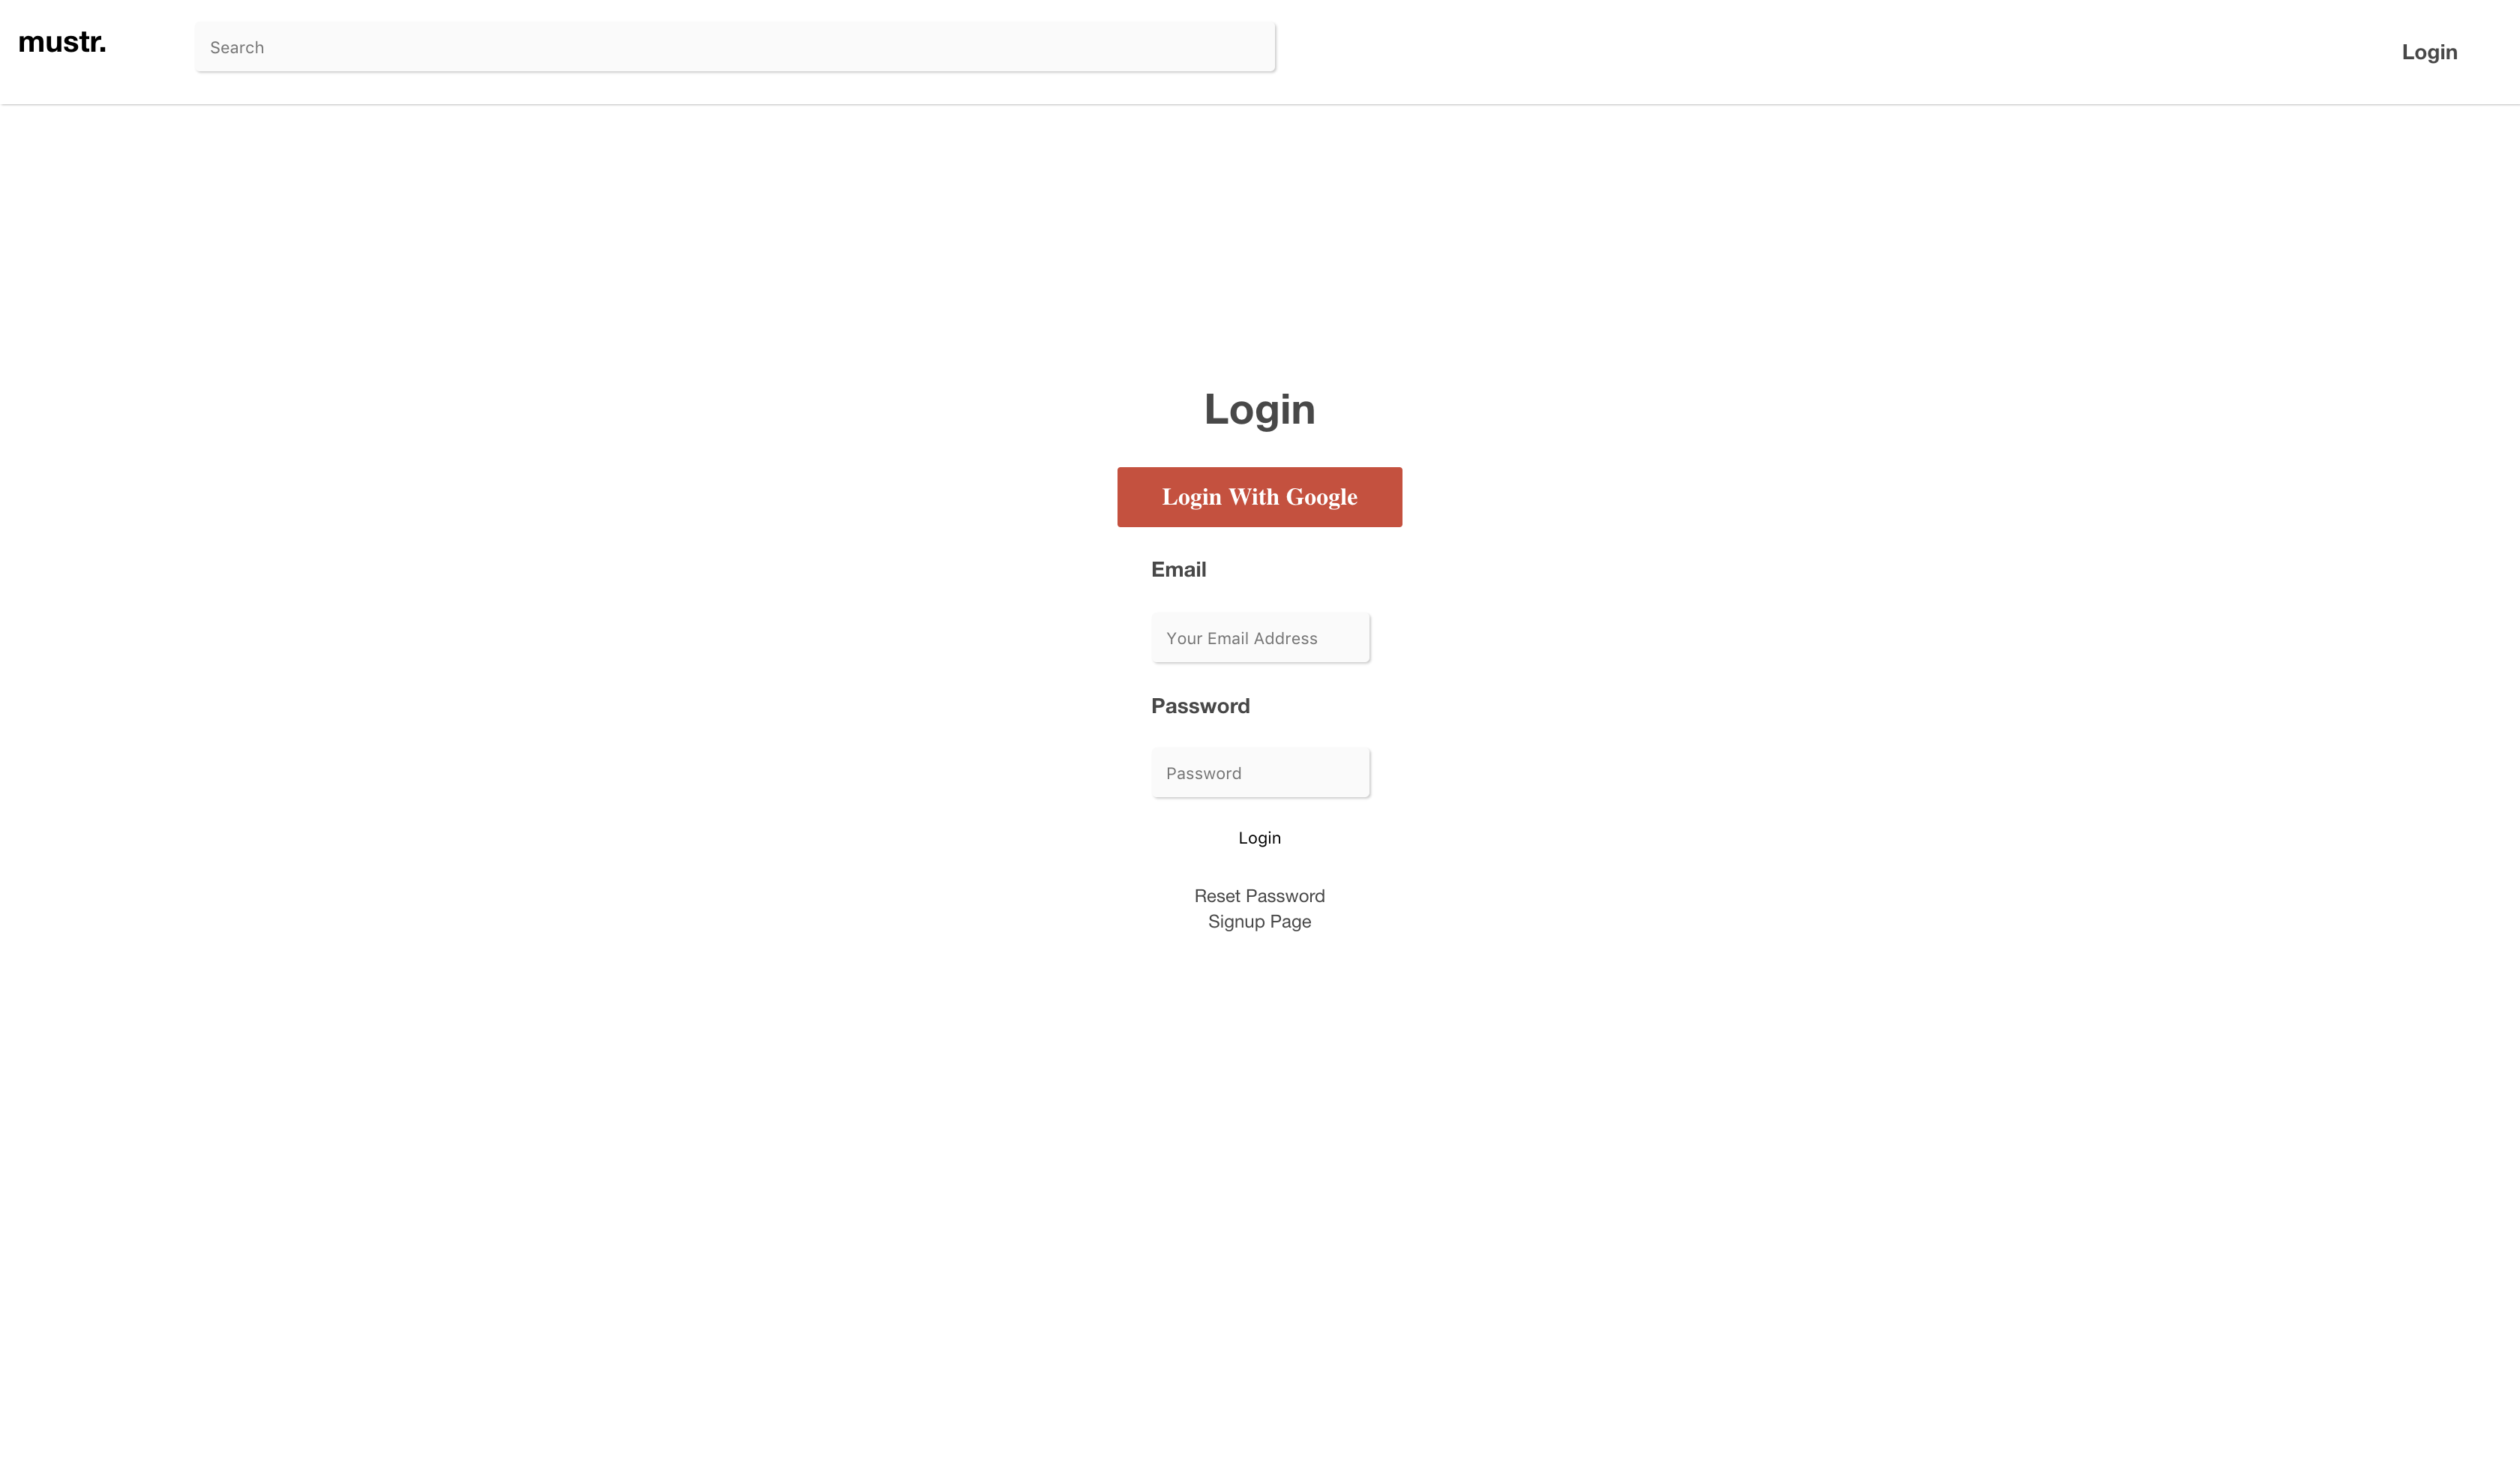 mustr.
Search
Login
Login
Login With Google
Email
Your Email Address
Password
Password
Login
Reset Password
Signup Page